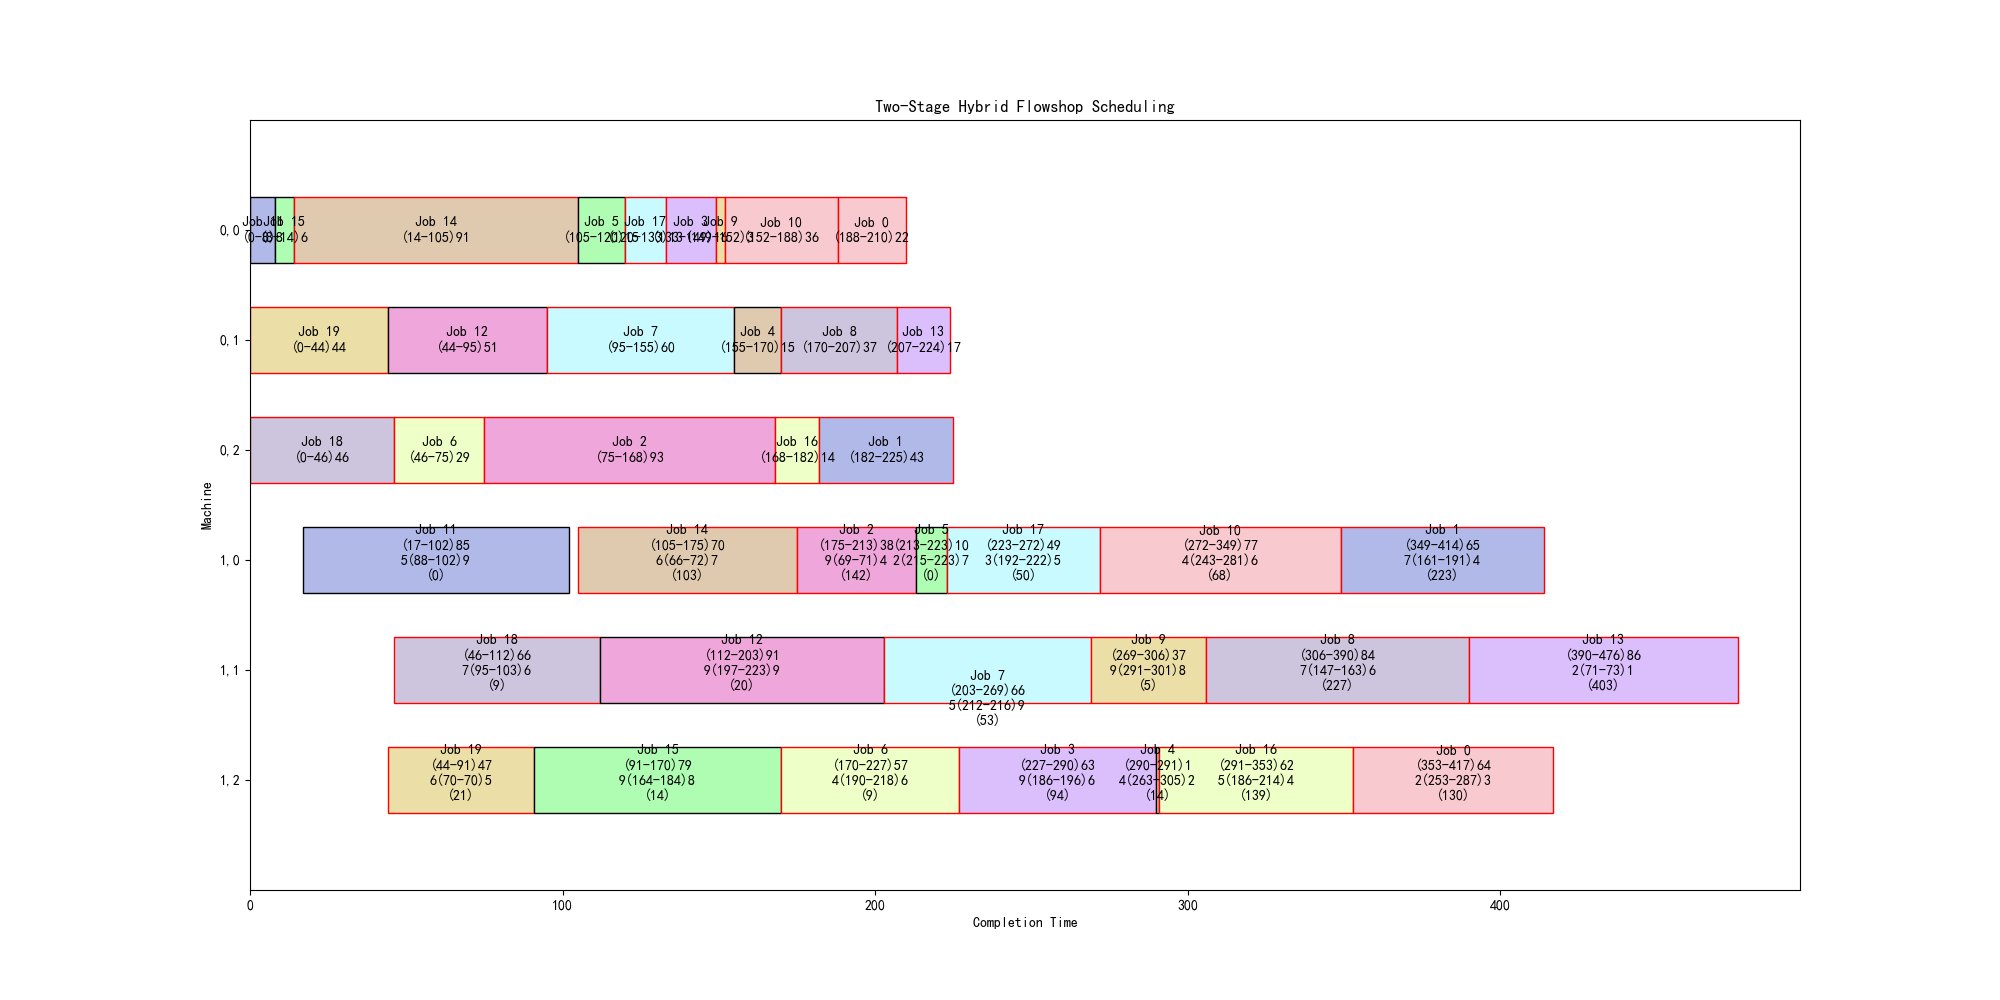 Two-Stage Hybrid Flowshop Scheduling
0,0
Job 11
Job 15
Job 14
Job 5
Job 17
Job 3
Job 9
Job 10
Job 0
(0-8)8
(8-14)6
(14-105)91
(105-120)15
(120-133)13
(133-149)16
(149-152)3
(152-188)36
(188-210)22
0,1
Job 19
Job 12
Job 7
Job 4
Job 8
Job 13
(0-44)44
(44-95)51
(95-155)60
(155-170)15
(170-207)37
(207-224)17
0,2
Job 18
Job 6
Job 2
Job 16
Job 1
(0-46)46
(46-75)29
(75-168)93
(168-182)14
(182-225)43
Machine
1,0
Job 11
(17-102)85
5(88-102)9
(0)
Job 14
(105-175)70
6(66-72)7
(103)
Job 2
(175-213)38
9(69-71)4
(142)
Job 5
(213-223)10
2(215-223)7
(0)
Job 17
(223-272)49
3(192-222)5
(50)
Job 10
(272-349)77
4(243-281)6
(68)
Job 1
(349-414)65
7(161-191)4
(223)
1,1
Job 18
(46-112)66
7(95-103)6
(9)
Job 12
(112-203)91
9(197-223)9
(20)
Job 7
(203-269)66
5(212-216)9
(53)
Job 9
(269-306)37
9(291-301)8
(5)
Job 8
(306-390)84
7(147-163)6
(227)
Job 13
(390-476)86
2(71-73)1
(403)
1,2
Job 19
(44-91)47
6(70-70)5
(21)
Job 15
(91-170)79
9(164-184)8
(14)
Job 6
(170-227)57
4(190-218)6
(9)
Job 3
(227-290)63
9(186-196)6
(94)
Job 4
(290-291)1
4(263-305)2
(14)
Job 16
(291-353)62
5(186-214)4
(139)
Job 0
(353-417)64
2(253-287)3
(130)
0
100
200
300
400
Completion Time